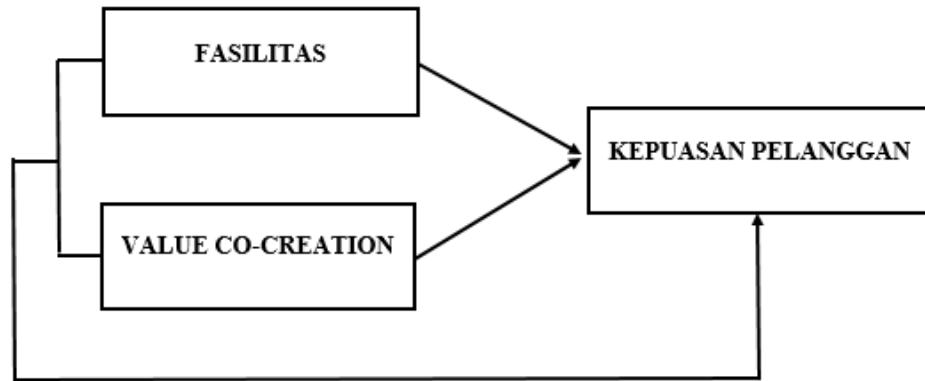 FASILITAS
KEPUASAN PELANGGAN
VALUE CO-CREATION